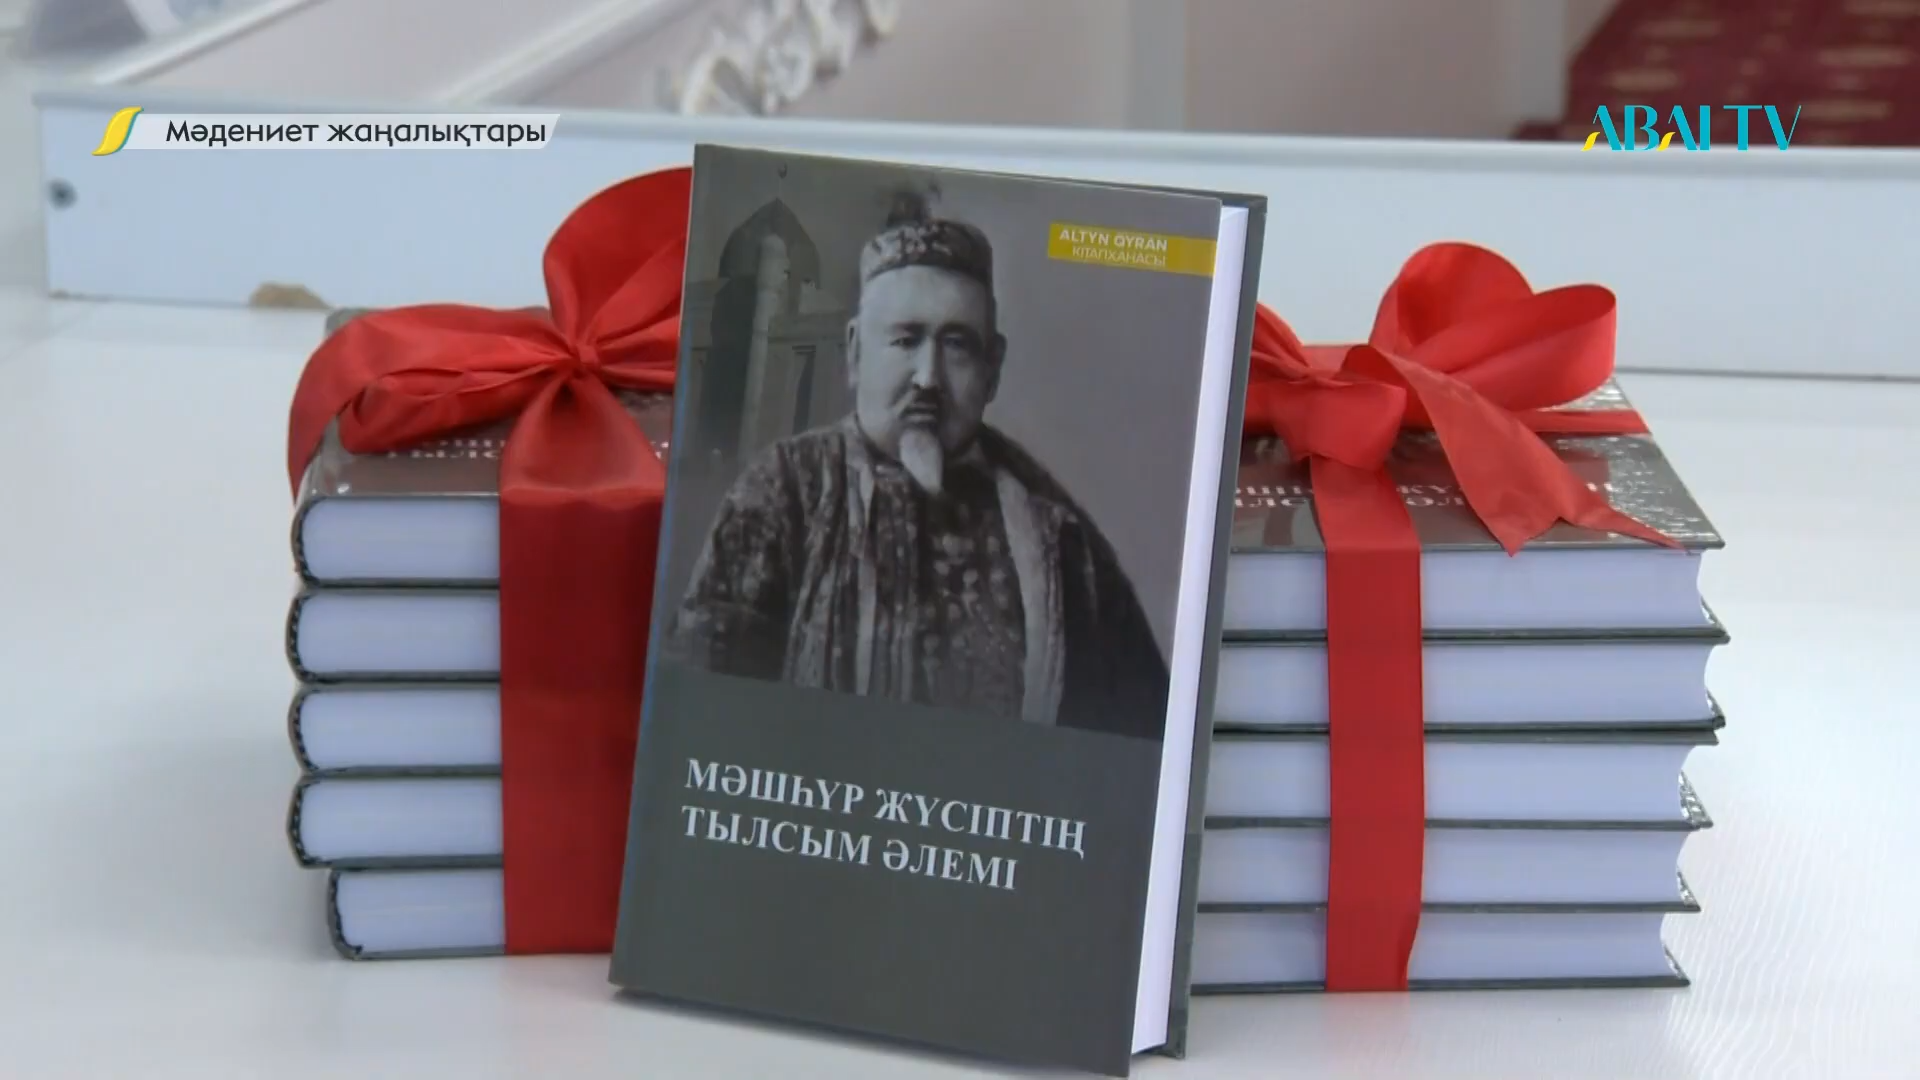 Мәдениет жаңалықтары
ABAI TV
ALTYN QYRAN
КІТАПХАНАСЫ
МӘШҺҮР ЖҮСІПТІҢ
ТЫЛСЫМ ӘЛЕМІ